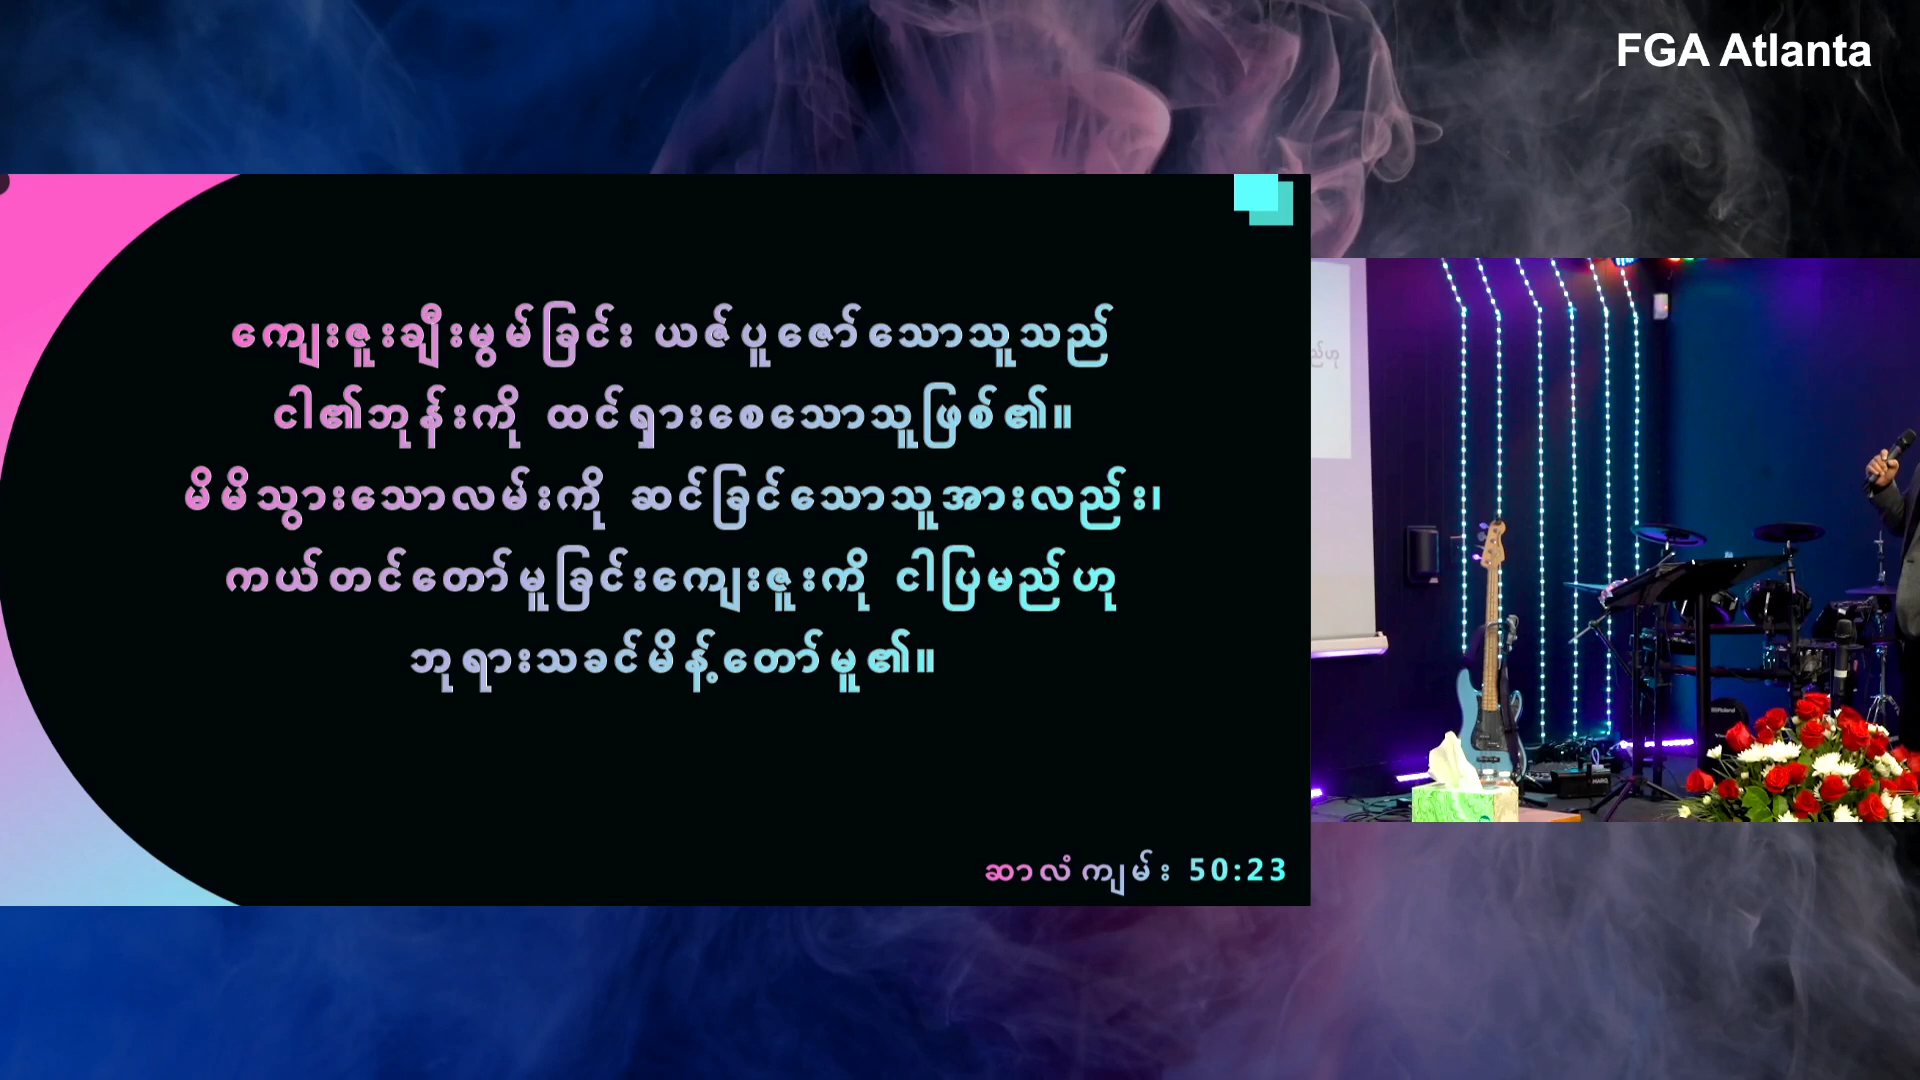 FGA Atlanta
ကျေးဇူးချီးမွမ်ခြင်း ယဇ်ပူဇော်သောသူသည်
ငါ၏ဘုန်းကို ထင်ရှားစေသောသူဖြစ်၏။
မိမိသွားသောလမ်းကို ဆင်ခြင်သောသူအားလည်း၊
ကယ်တင်တော်မူခြင်းကျေးဇူးကို ငါပြမည်ဟု
ဘုရားသခင်မိန့်တော်မူ၏။
ဆာလံကျမ်း 50:23